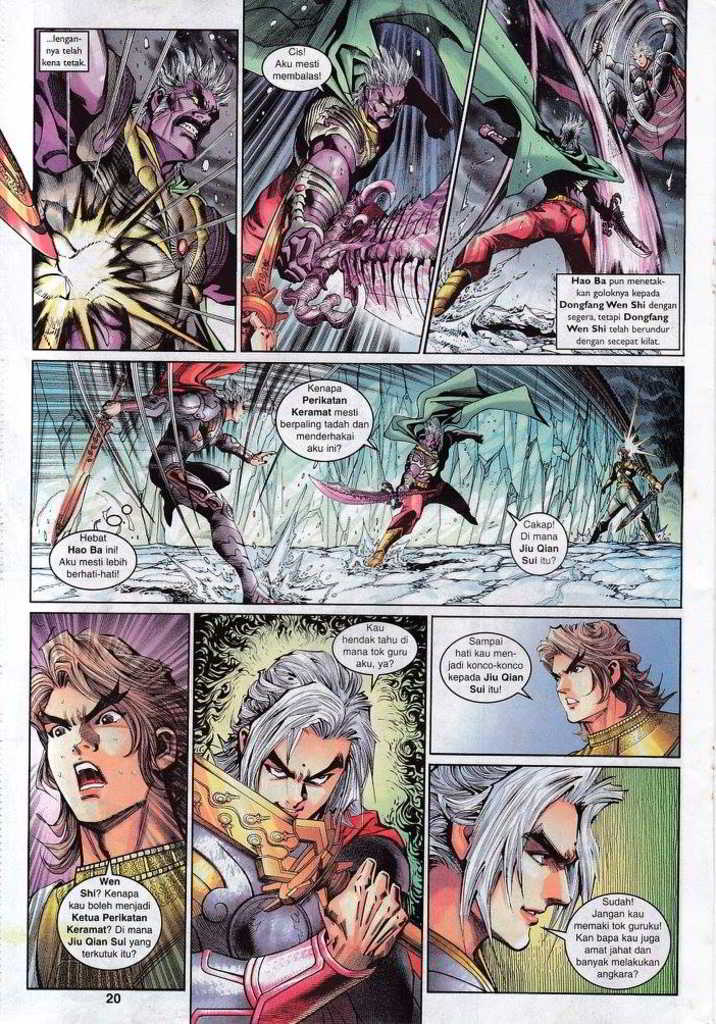 ...lengan-
nya telah
kena tetak.
Cis!
Aku mesti
membalas!
Hao Ba pun menetak-
kan goloknya kepada
Dongfang Wen Shi dengan
segera, tetapi Dongfang
Wen Shi telah berundur
dengan secepat kilat.
Hebat
Hao Ba ini!
Aku mesti lebih
berhati-hati!
Kenapa
Perikatan
Keramat mesti
berpaling tadah dan
menderhakai
aku ini?
Cakap!
Di mana
Jiu Qian
Sui itu?
Wen
Shi? Kenapa
kau boleh menjadi
Ketua Perikatan
Keramat? Di mana
Jiu Qian Sui yang
terkutuk itu?
Kau
hendak tahu di
mana tok guru
aku, ya?
Sampai
hati kau men-
jadi konco-konco
kepada Jiu Qian
Sui itu!
Sudah!
Jangan kau
memaki tok guruku!
Kan bapa kau juga
amat jahat dan
banyak melakukan
angkara?
20